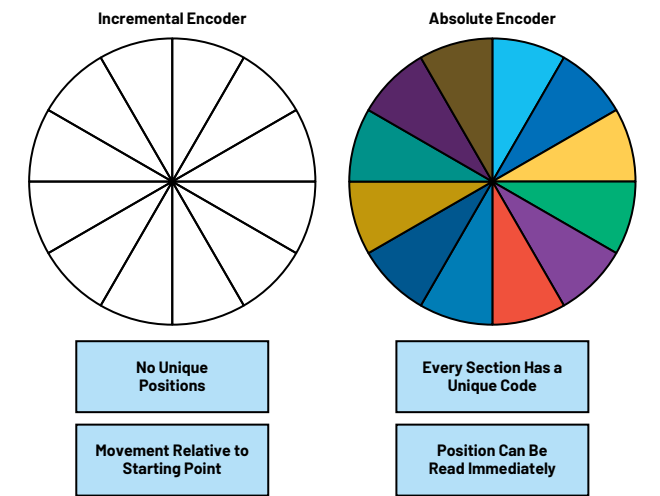 Incremental Encoder
Absolute Encoder
No Unique
Positions
Every Section Has a
Unique Code
Movement Relative to
Starting Point
Position Can Be
Read Immediately